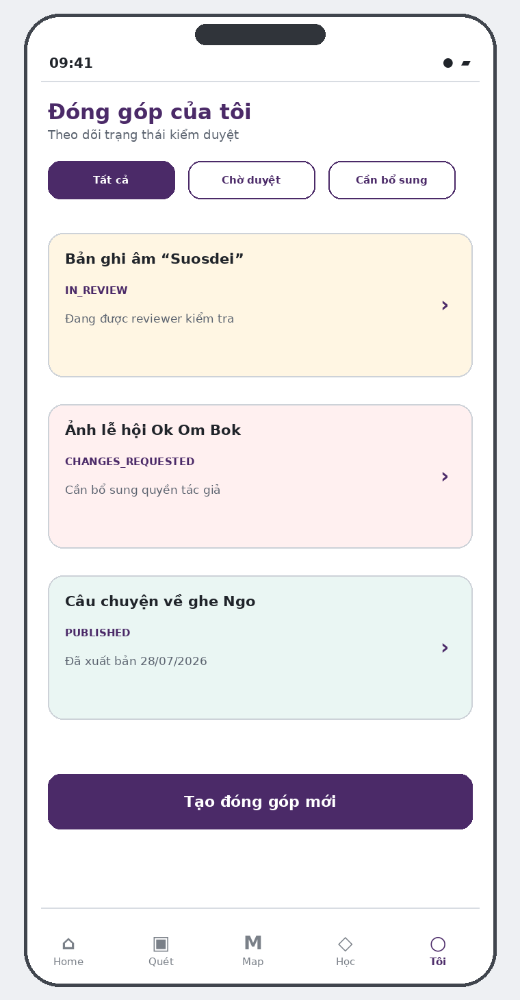 09:41
Đóng góp của tôi
Theo dõi trạng thái kiểm duyệt
Tất cả
Chờ duyệt
Cần bổ sung
Bản ghi âm “Suosdei”
IN_REVIEW
Đang được reviewer kiểm tra
›
Ảnh lễ hội Ok Om Bok
CHANGES_REQUESTED
Cần bổ sung quyền tác giả
›
Câu chuyện về ghe Ngo
PUBLISHED
Đã xuất bản 28/07/2026
›
Tạo đóng góp mới
M
Home
Quét
Map
Học
Tôi